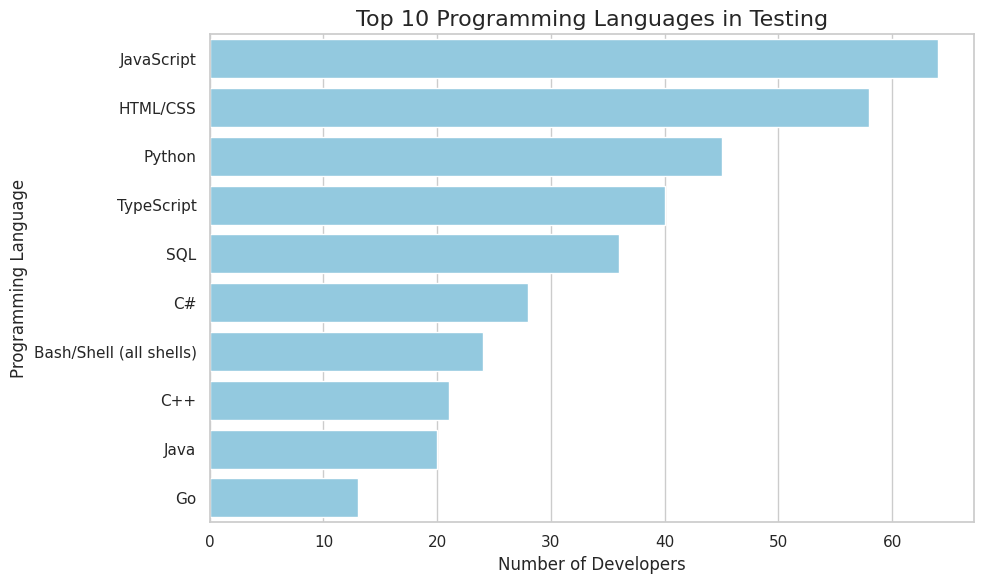 Top 10 Programming Languages in Testing
Programming Language
JavaScript
HTML/CSS
Python
TypeScript
SQL
C#
Bash/Shell (all shells)
C++
Java
Go
0 10 20 30 40 50 60
Number of Developers